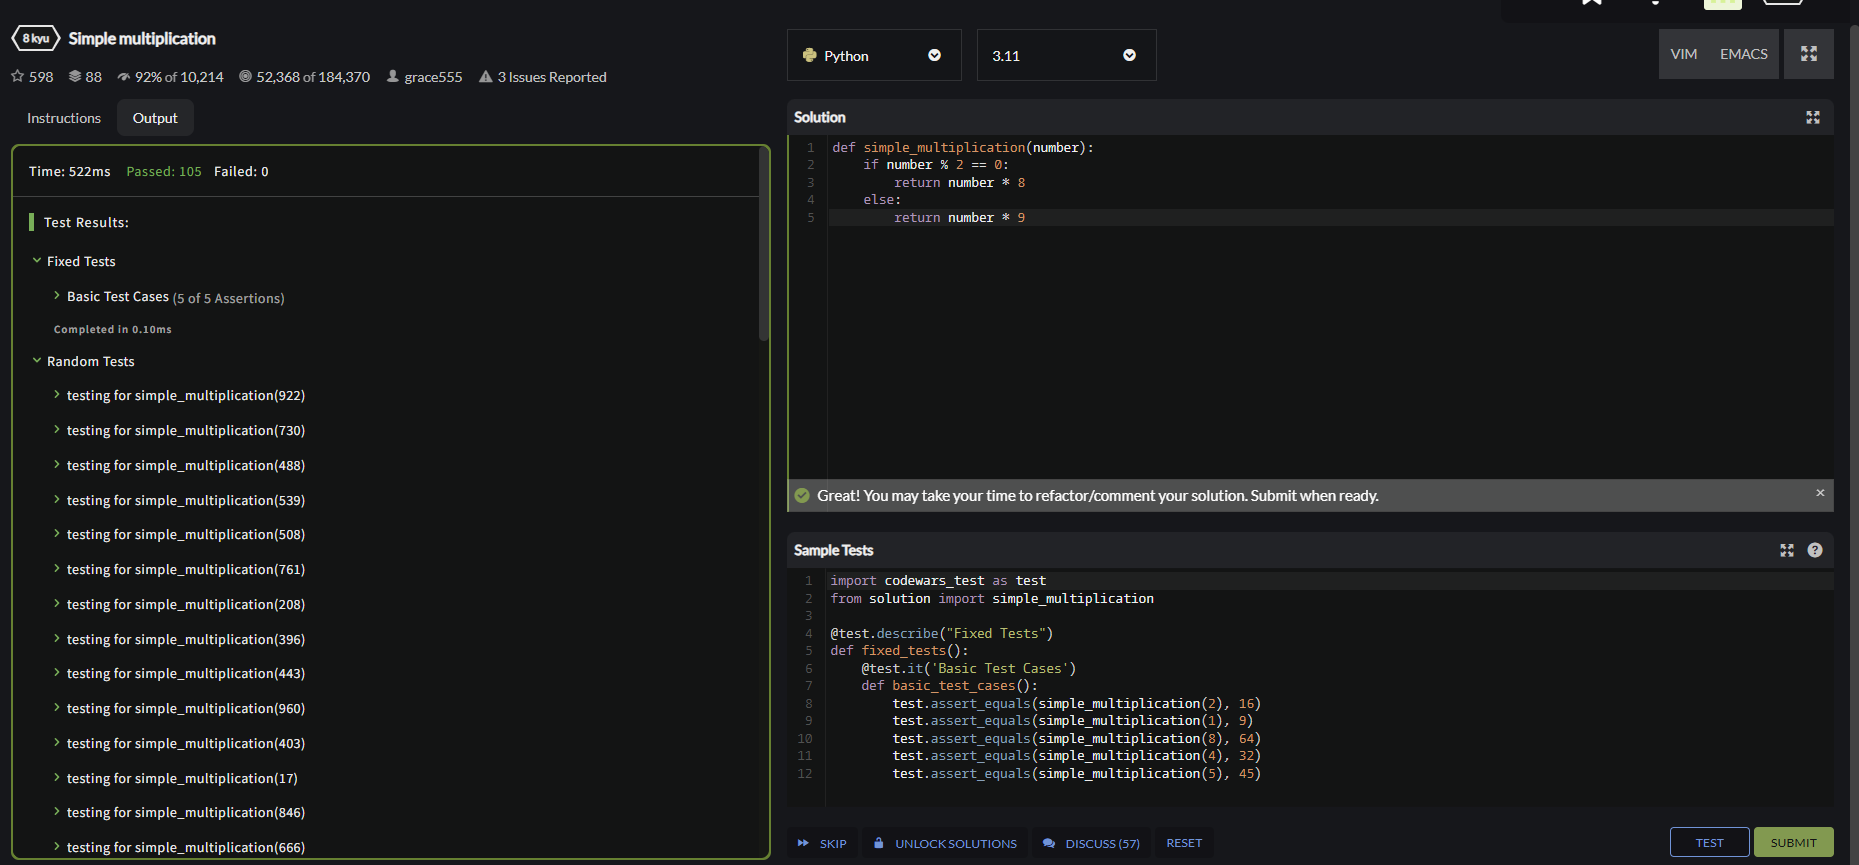 8 kyu Simple multiplication
598 88 92% of 10,214 52,368 of 184,370 grace555 3 Issues Reported
Instructions Output
Time: 522ms Passed: 105 Failed: 0
Test Results:
Fixed Tests
Basic Test Cases (5 of 5 Assertions)
Completed in 0.10ms
Random Tests
testing for simple_multiplication(922)
testing for simple_multiplication(730)
testing for simple_multiplication(488)
testing for simple_multiplication(539)
testing for simple_multiplication(508)
testing for simple_multiplication(761)
testing for simple_multiplication(208)
testing for simple_multiplication(396)
testing for simple_multiplication(443)
testing for simple_multiplication(960)
testing for simple_multiplication(403)
testing for simple_multiplication(17)
testing for simple_multiplication(846)
testing for simple_multiplication(666)
Python 3.11 VIM EMACS
Solution
1 def simple_multiplication(number):
2     if number % 2 == 0:
3         return number * 8
4     else:
5         return number * 9
Great! You may take your time to refactor/comment your solution. Submit when ready. ×
Sample Tests ?
1 import codewars_test as test
2 from solution import simple_multiplication
3
4 @test.describe("Fixed Tests")
5 def fixed_tests():
6     @test.it('Basic Test Cases')
7     def basic_test_cases():
8         test.assert_equals(simple_multiplication(2), 16)
9         test.assert_equals(simple_multiplication(1), 9)
10         test.assert_equals(simple_multiplication(8), 64)
11         test.assert_equals(simple_multiplication(4), 32)
12         test.assert_equals(simple_multiplication(5), 45)
SKIP UNLOCK SOLUTIONS DISCUSS (57) RESET TEST SUBMIT